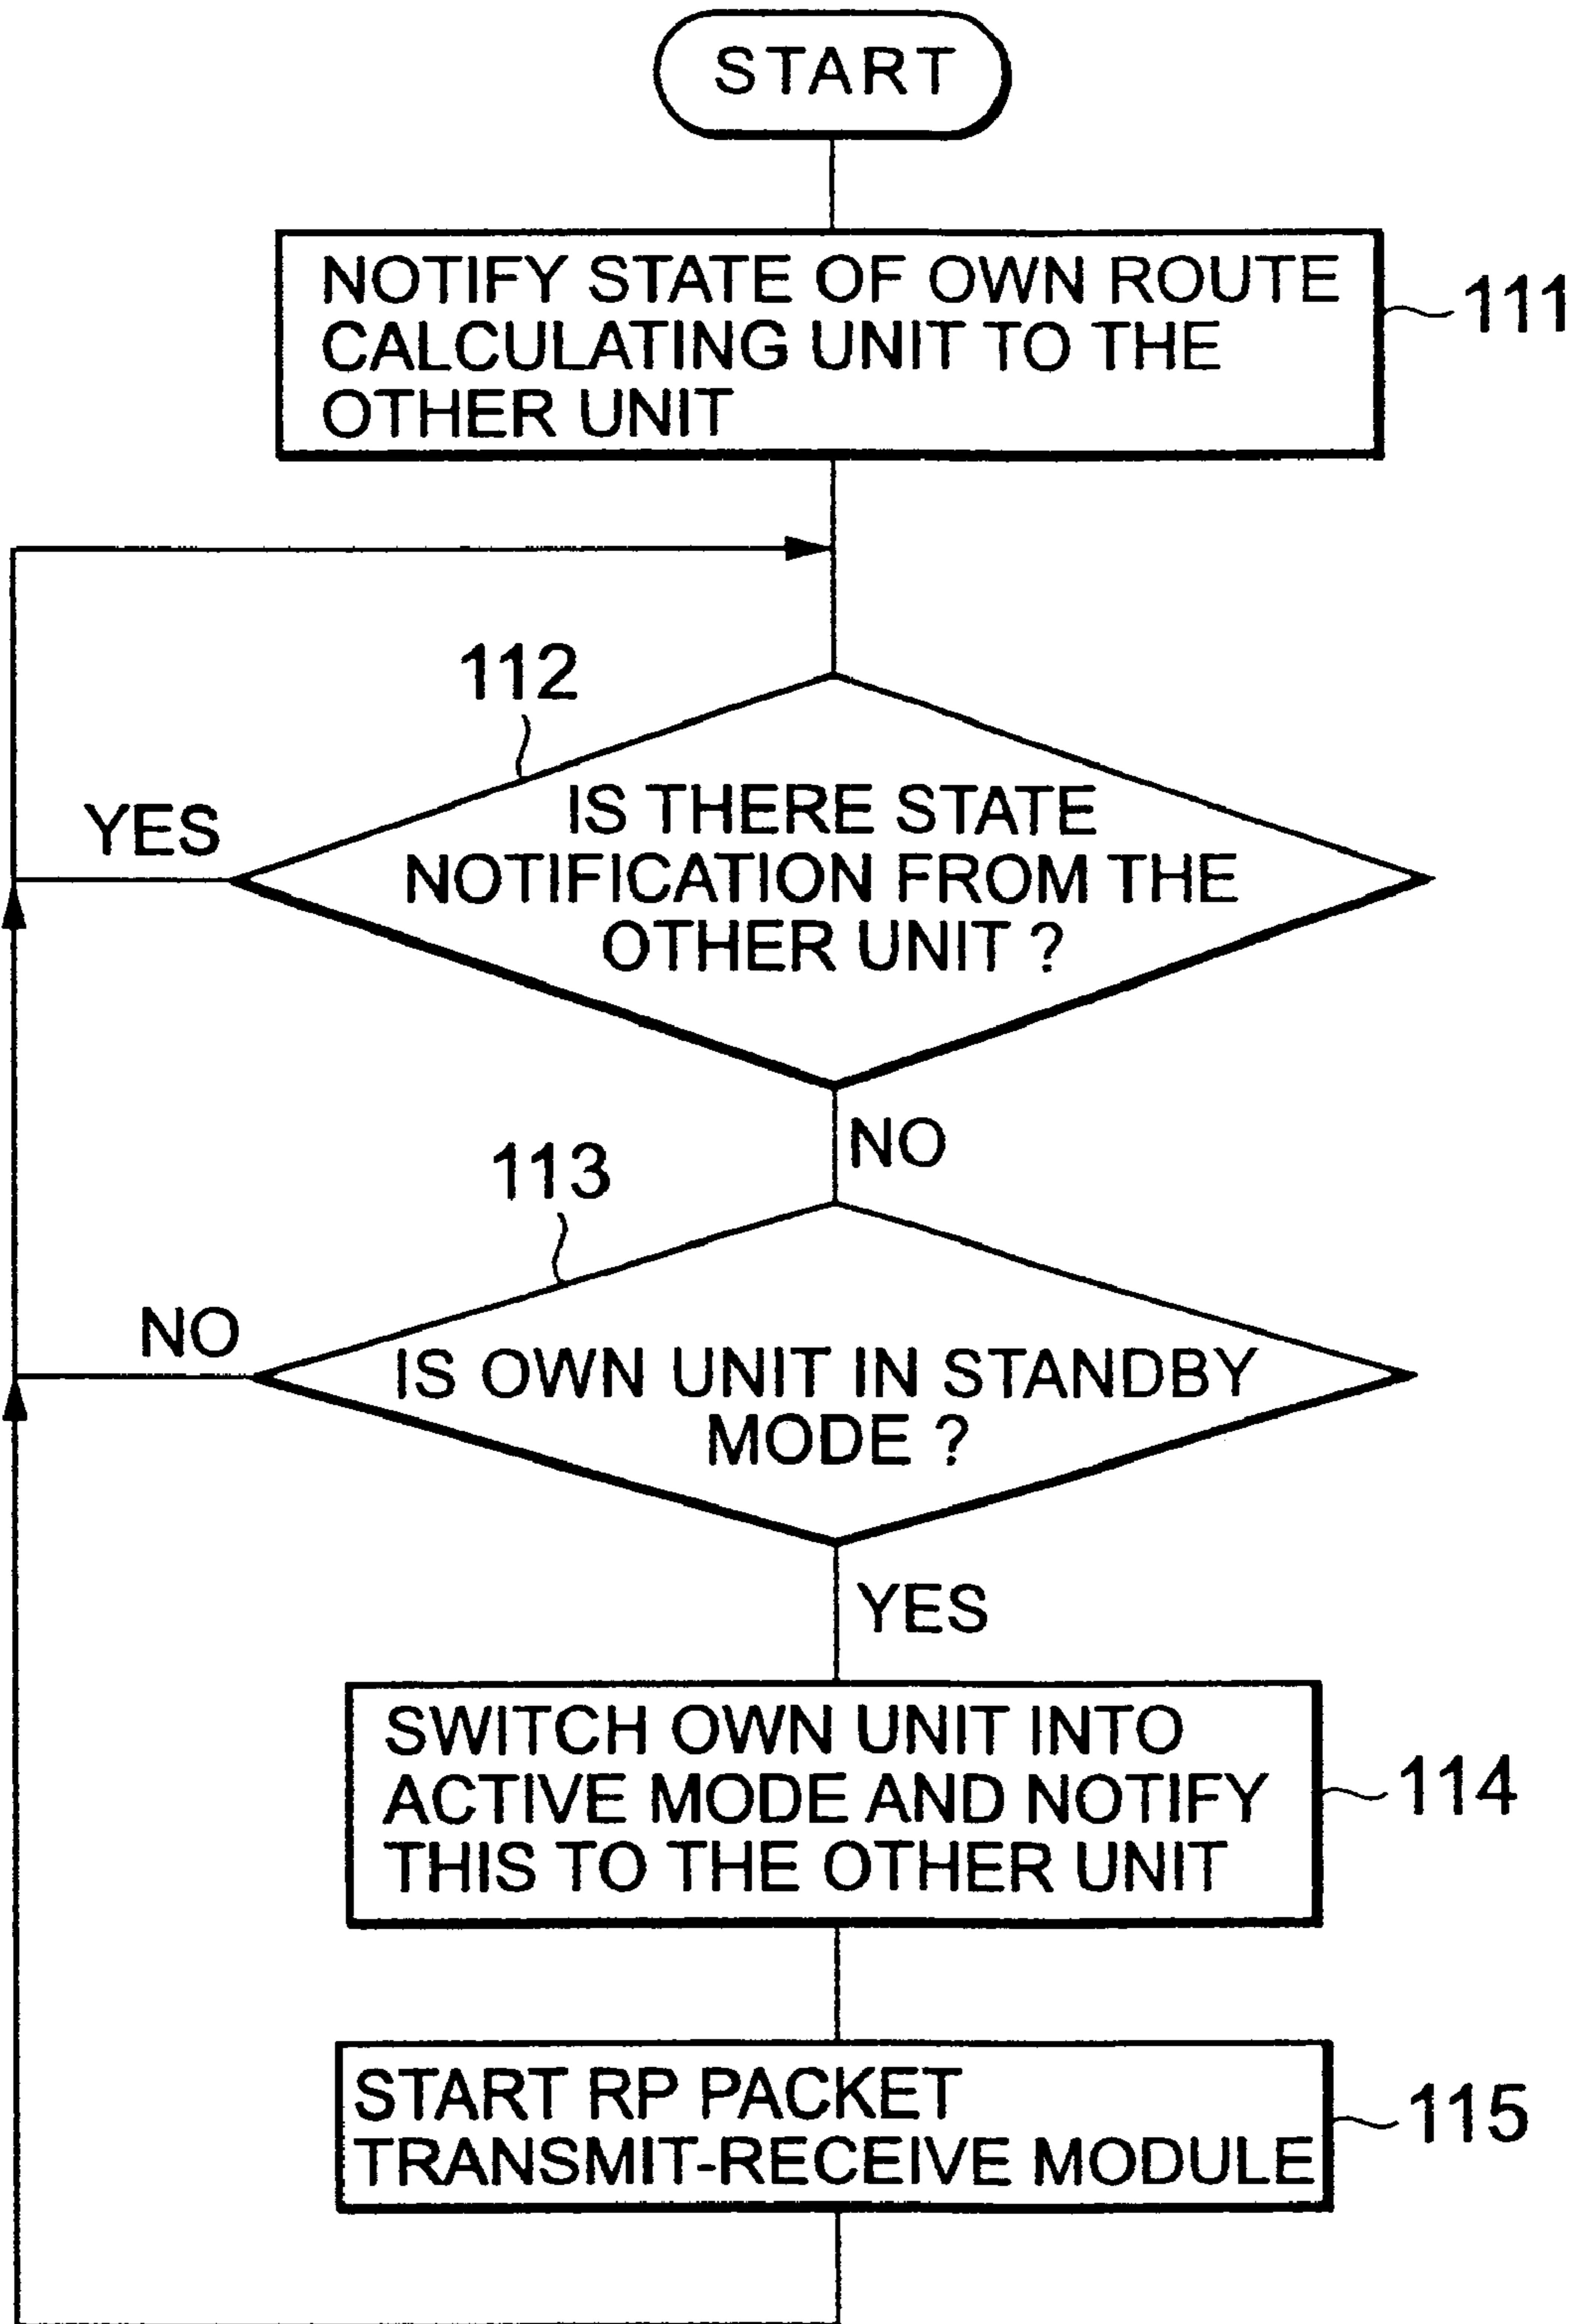 START
NOTIFY STATE OF OWN ROUTE
CALCULATING UNIT TO THE
OTHER UNIT
111
112
YES
IS THERE STATE
NOTIFICATION FROM THE
OTHER UNIT ?
NO
113
NO
IS OWN UNIT IN STANDBY
MODE ?
YES
SWITCH OWN UNIT INTO
ACTIVE MODE AND NOTIFY
THIS TO THE OTHER UNIT
114
START RP PACKET
TRANSMIT-RECEIVE MODULE
115